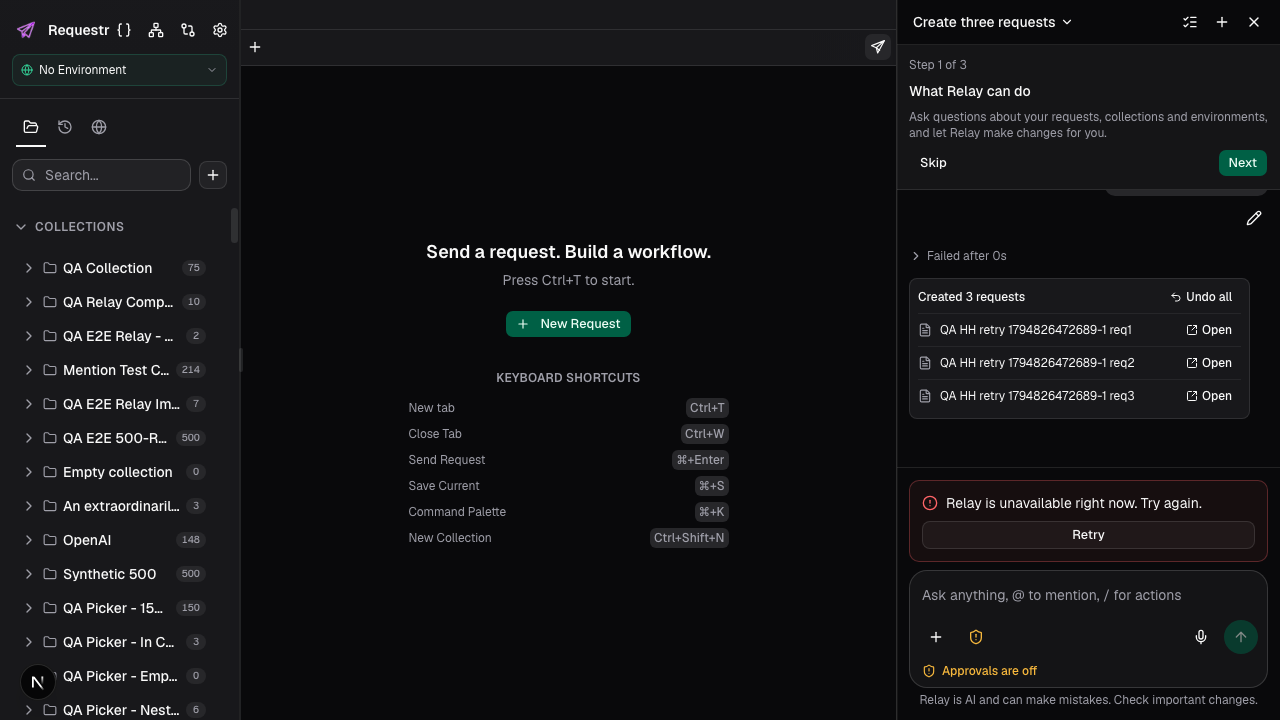 Requestr
No Environment
Search...
COLLECTIONS
QA Collection 75
QA Relay Comp... 10
QA E2E Relay - ... 2
Mention Test C... 214
QA E2E Relay Im... 7
QA E2E 500-R... 500
Empty collection 0
An extraordinaril... 3
OpenAI 148
Synthetic 500 500
QA Picker - 15... 150
QA Picker - In C... 3
QA Picker - Emp... 0
QA Picker - Nest... 6
N
Send a request. Build a workflow.
Press Ctrl+T to start.
New Request
KEYBOARD SHORTCUTS
New tab Ctrl+T
Close Tab Ctrl+W
Send Request ⌘+Enter
Save Current ⌘+S
Command Palette ⌘+K
New Collection Ctrl+Shift+N
Create three requests
Step 1 of 3
What Relay can do
Ask questions about your requests, collections and environments,
and let Relay make changes for you.
Skip Next
Failed after 0s
Created 3 requests Undo all
QA HH retry 1794826472689-1 req1 Open
QA HH retry 1794826472689-1 req2 Open
QA HH retry 1794826472689-1 req3 Open
Relay is unavailable right now. Try again.
Retry
Ask anything, @ to mention, / for actions
Approvals are off
Relay is AI and can make mistakes. Check important changes.